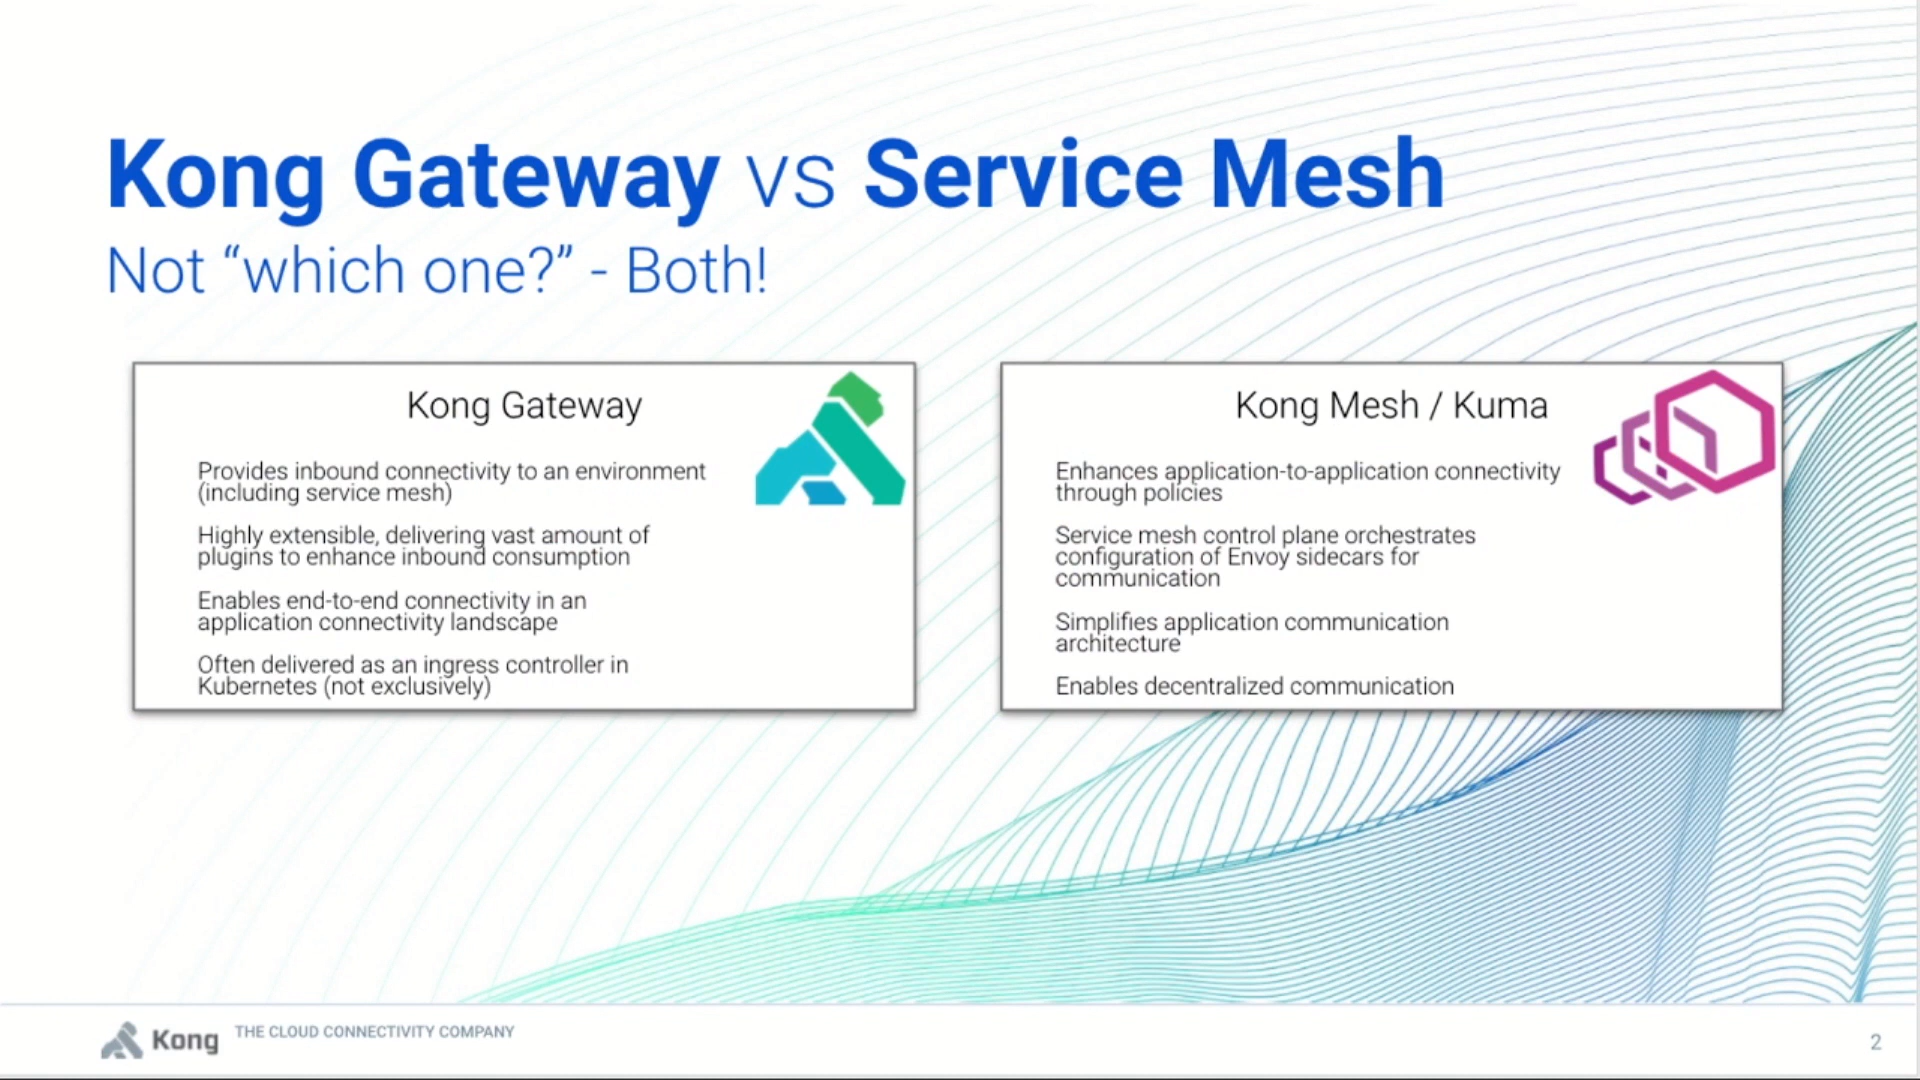 Kong Gateway vs Service Mesh
Not “which one?” - Both!
Kong Gateway
Provides inbound connectivity to an environment
(including service mesh)
Highly extensible, delivering vast amount of
plugins to enhance inbound consumption
Enables end-to-end connectivity in an
application connectivity landscape
Often delivered as an ingress controller in
Kubernetes (not exclusively)
Kong Mesh / Kuma
Enhances application-to-application connectivity
through policies
Service mesh control plane orchestrates
configuration of Envoy sidecars for
communication
Simplifies application communication
architecture
Enables decentralized communication
Kong
THE CLOUD CONNECTIVITY COMPANY
2